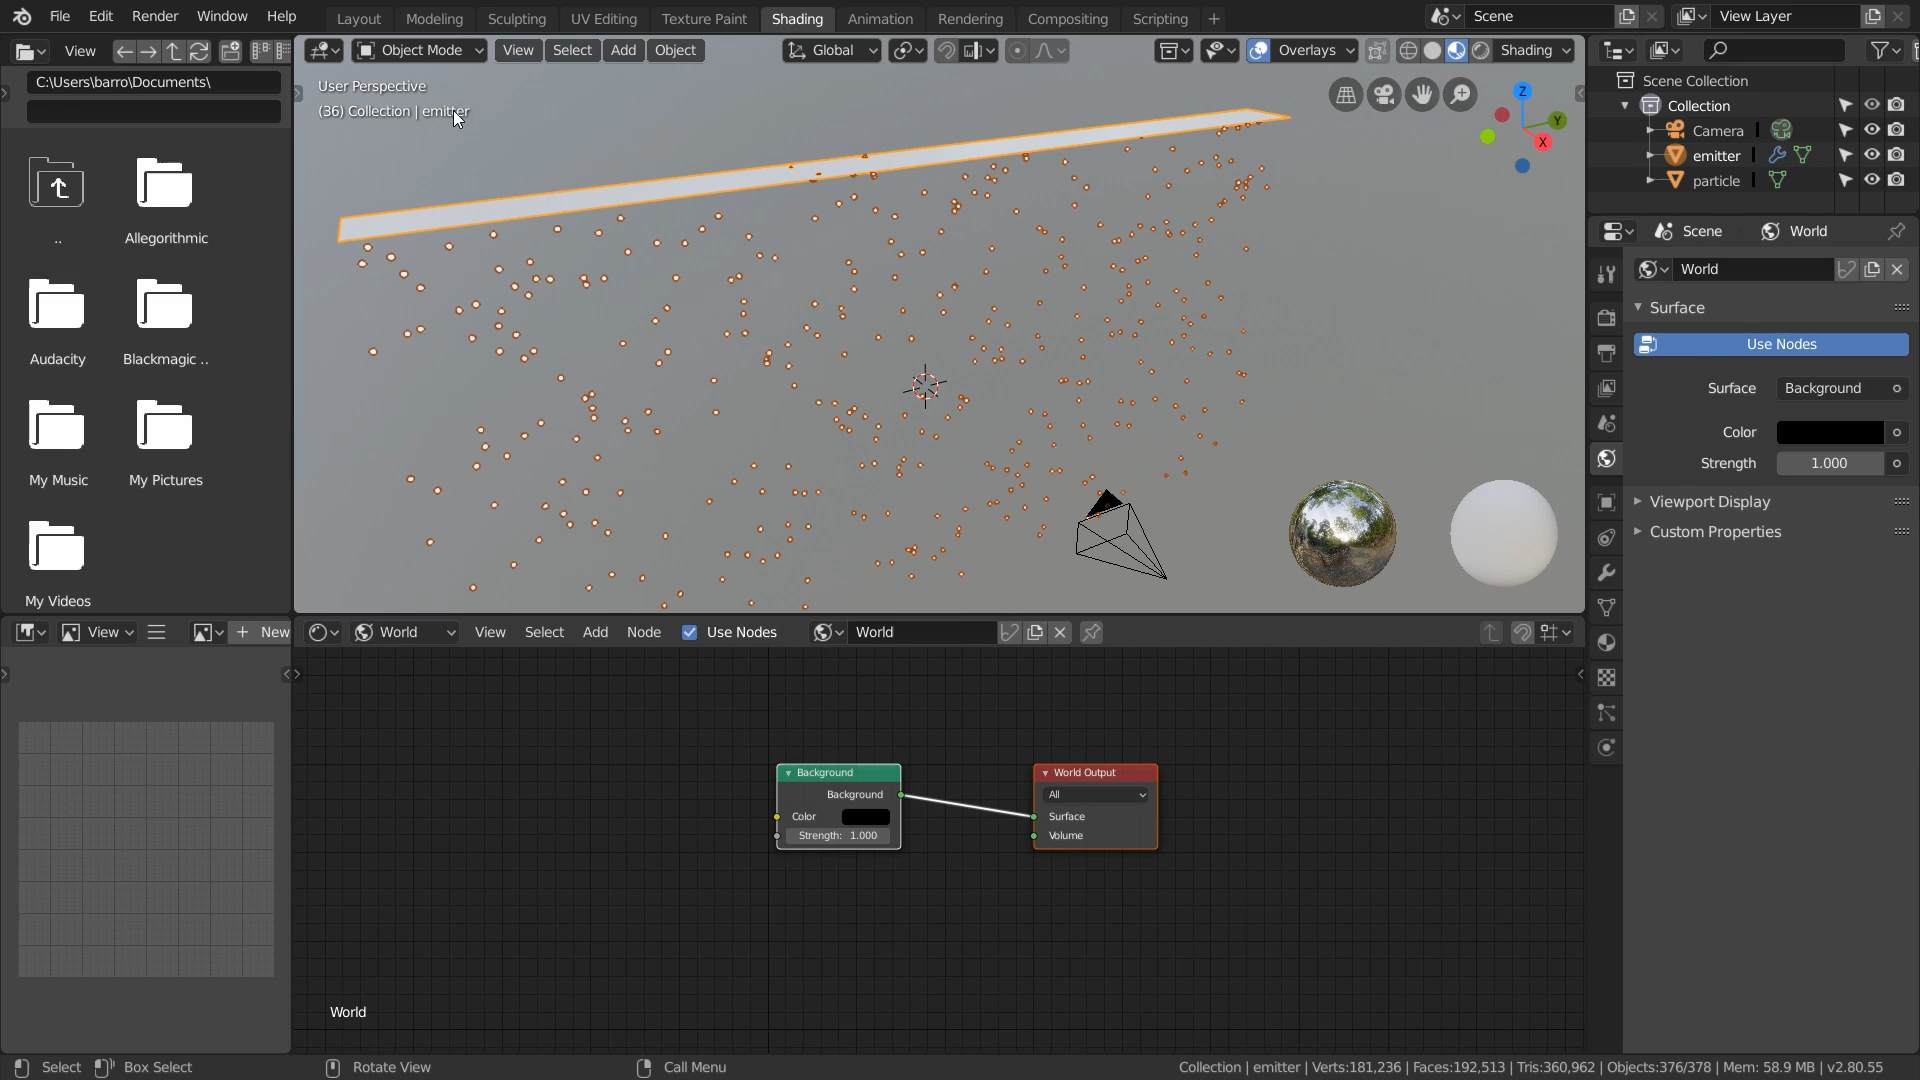 File Edit Render Window Help
Layout Modeling Sculpting UV Editing Texture Paint Shading Animation Rendering Compositing Scripting +
Scene
View Layer
View
Object Mode View Select Add Object
Global
Overlays
Shading
C:\Users\barro\Documents\
User Perspective
(36) Collection | emitter
Z
Y
X
..
Allegorithmic
Audacity
Blackmagic ..
My Music
My Pictures
My Videos
Scene Collection
Collection
Camera
emitter
particle
Scene World
World
Surface
Use Nodes
Surface Background
Color
Strength 1.000
Viewport Display
Custom Properties
View
+ New
World View Select Add Node Use Nodes World
Background
Background
Color
Strength: 1.000
World Output
All
Surface
Volume
World
Select Box Select Rotate View Call Menu
Collection | emitter | Verts:181,236 | Faces:192,513 | Tris:360,962 | Objects:376/378 | Mem: 58.9 MB | v2.80.55